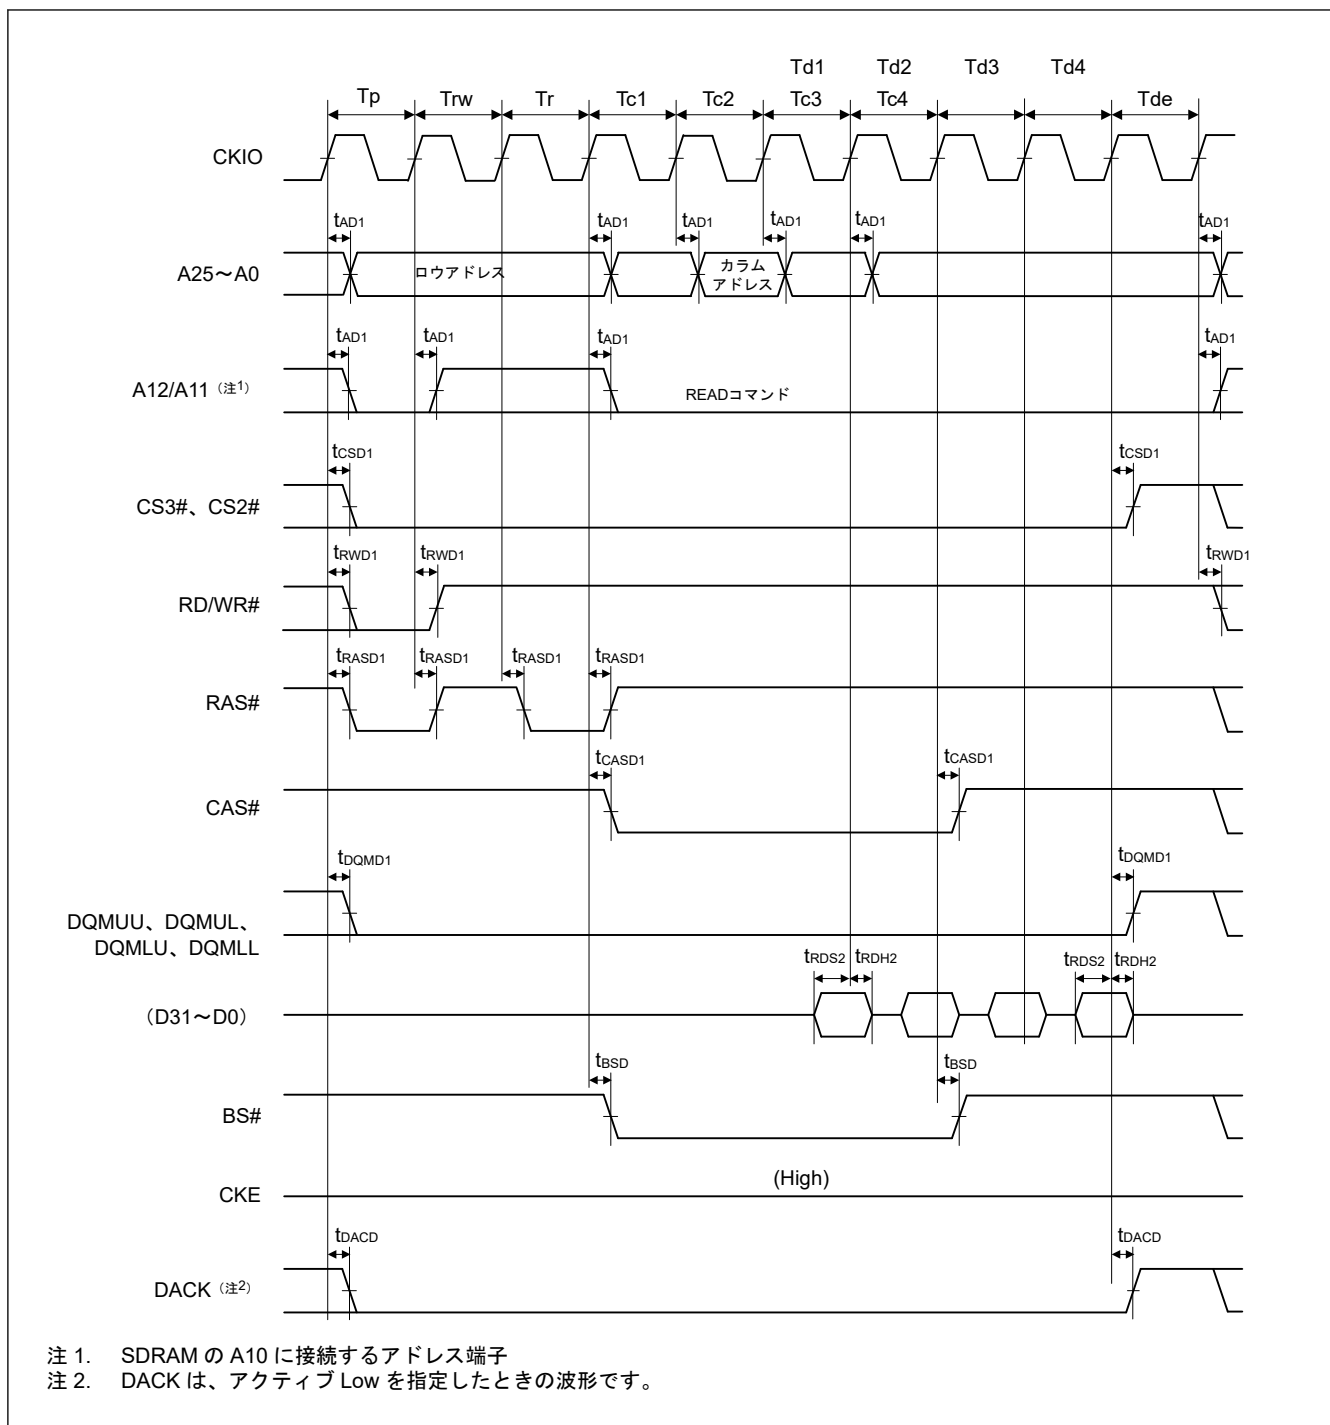 Td1 Td2 Td3 Td4
Tp Trw Tr Tc1 Tc2 Tc3 Tc4 Tde
CKIO
tAD1 tAD1 tAD1 tAD1 tAD1 tAD1
A25～A0 ロウアドレス カラム
アドレス
tAD1 tAD1 tAD1 tAD1
A12/A11（注1） READコマンド
tCSD1 tCSD1
CS3#、CS2#
tRWD1 tRWD1 tRWD1
RD/WR#
tRASD1 tRASD1 tRASD1 tRASD1
RAS#
tCASD1 tCASD1
CAS#
tDQMD1 tDQMD1
DQMUU、DQMUL、
DQMLU、DQMLL
tRDS2 tRDH2 tRDS2 tRDH2
（D31～D0）
tBSD tBSD
BS#
(High)
CKE
tDACD tDACD
DACK（注2）
注 1. SDRAM の A10 に接続するアドレス端子
注 2. DACK は、アクティブ Low を指定したときの波形です。